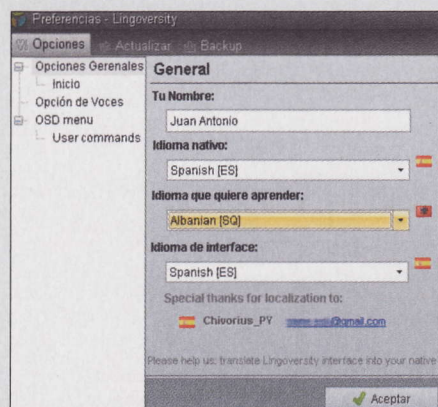 Preferencias - Lingoversity
Opciones Actualizar Backup
Opciones Gerenales
Inicio
Opción de Voces
OSD menu
User commands
General
Tu Nombre:
Juan Antonio
Idioma nativo:
Spanish [ES]
Idioma que quiere aprender:
Albanian [SQ]
Idioma de interface:
Spanish [ES]
Special thanks for localization to:
Chivorius_PY @gmail.com
Please help us: translate Lingoversity interface into your native
Aceptar